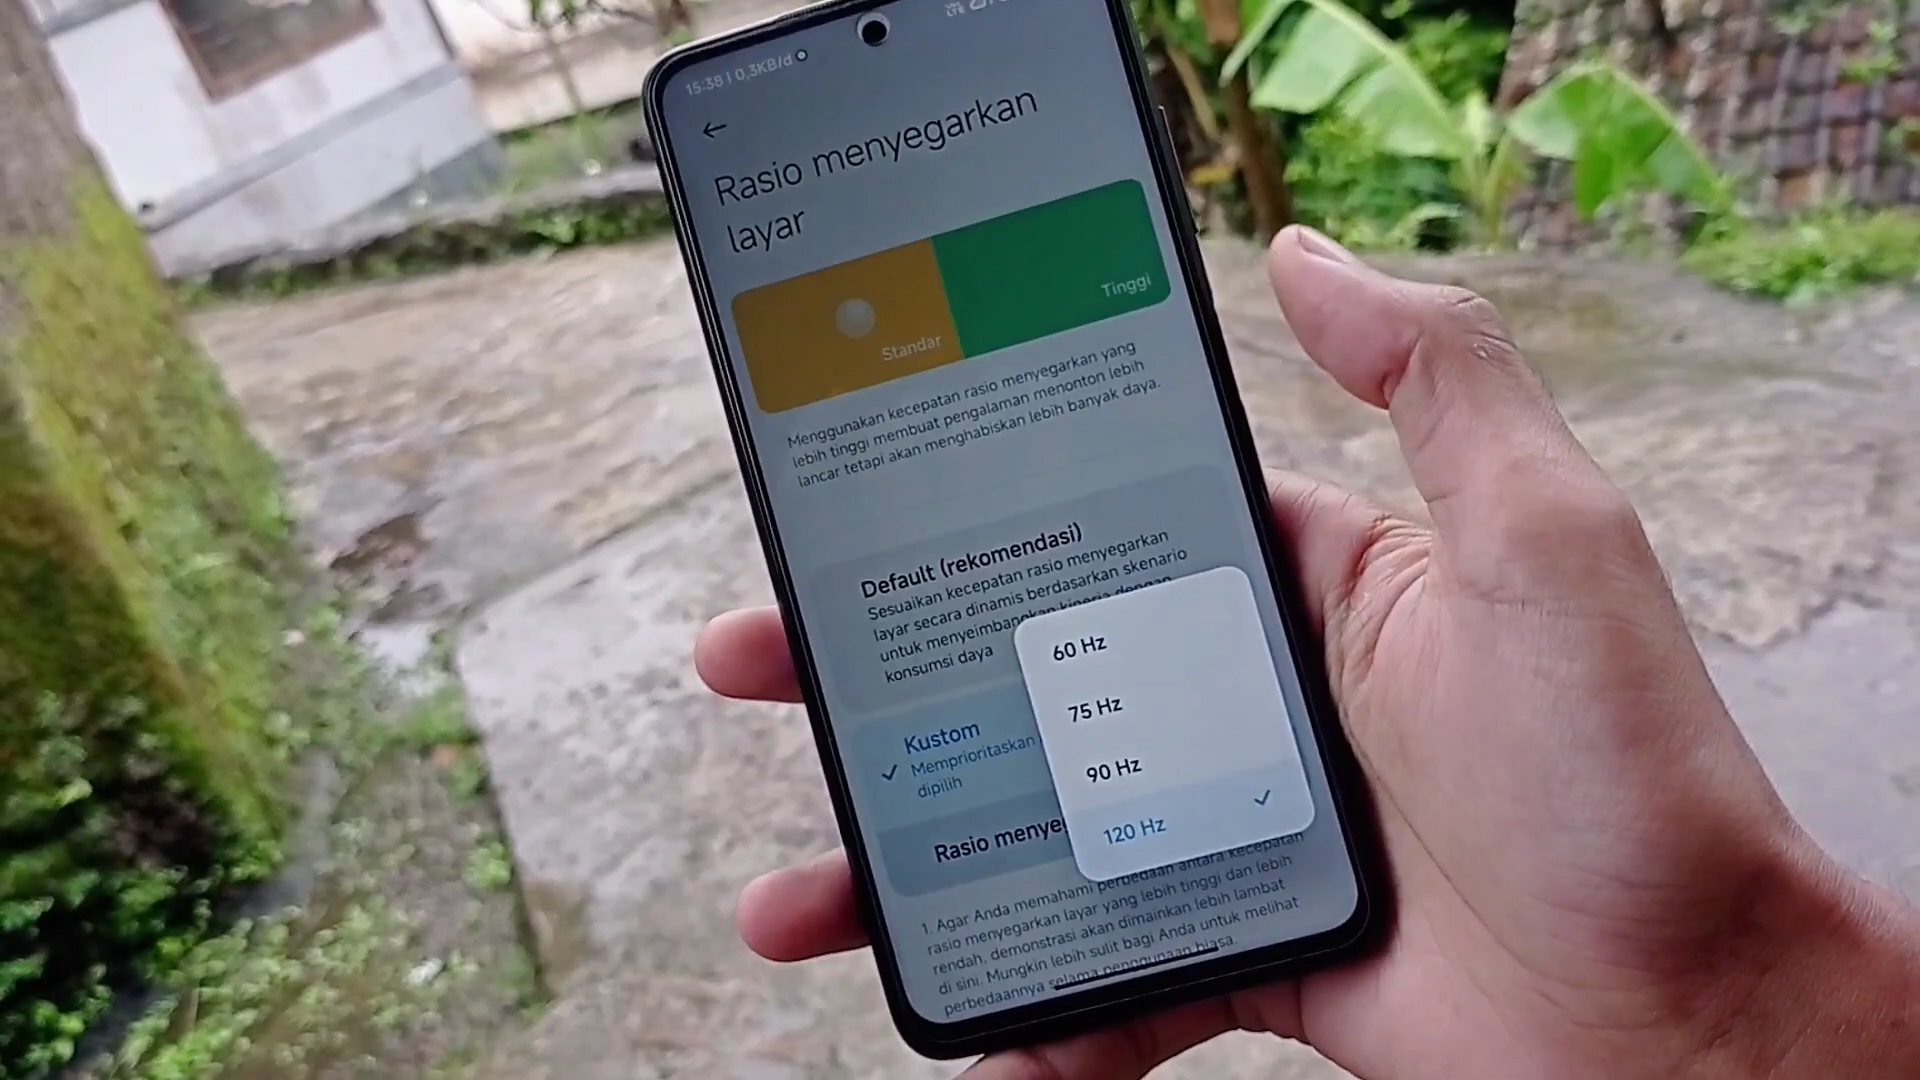 15:38 | 0,3KB/d
Rasio menyegarkan
layar
Standar
Tinggi
Menggunakan kecepatan rasio menyegarkan yang
lebih tinggi membuat pengalaman menonton lebih
lancar tetapi akan menghabiskan lebih banyak daya.
Default (rekomendasi)
Sesuaikan kecepatan rasio menyegarkan
layar secara dinamis berdasarkan skenario
untuk menyeimbangkan kinerja dengan
konsumsi daya
60 Hz
75 Hz
90 Hz
120 Hz
Kustom
Memprioritaskan
dipilih
Rasio menye
1. Agar Anda memahami perbedaan antara kecepatan
rasio menyegarkan layar yang lebih tinggi dan lebih
rendah, demonstrasi akan dimainkan lebih lambat
di sini. Mungkin lebih sulit bagi Anda untuk melihat
perbedaannya selama penggunaan biasa.